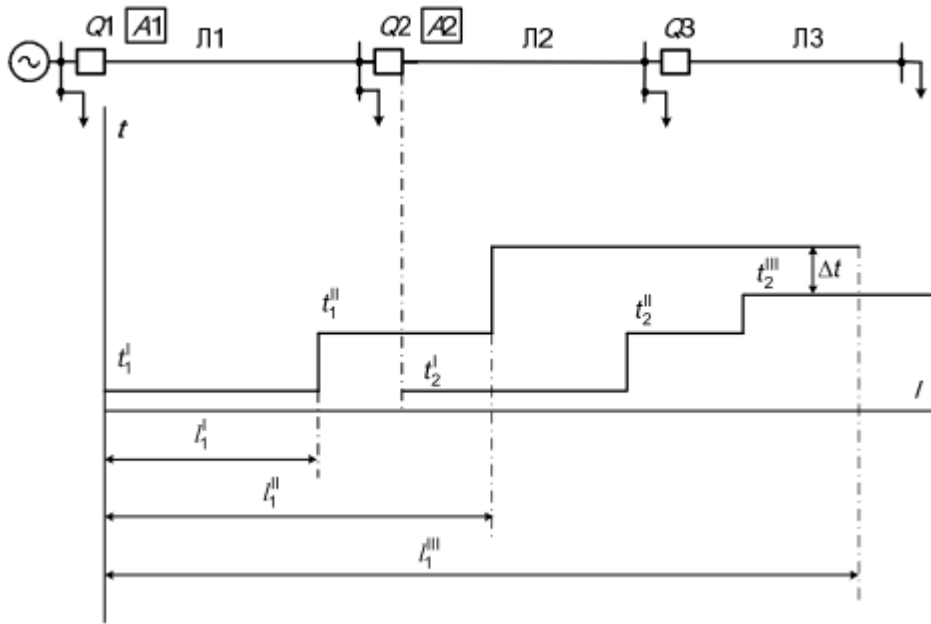 Q1 A1 Л1 Q2 A2 Л2 Q3 Л3
t
t₂ᴵᴵᴵ Δt
t₁ᴵᴵ t₂ᴵᴵ
t₁ᴵ t₂ᴵ l
l₁ᴵ
l₁ᴵᴵ
l₁ᴵᴵᴵ